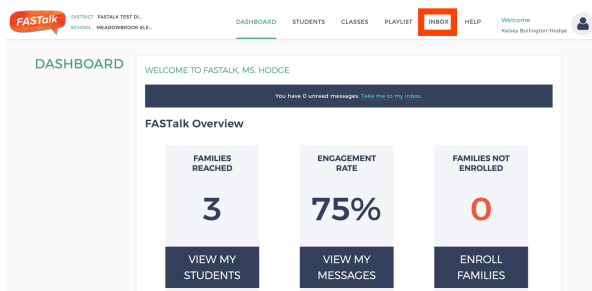 FASTalk
DISTRICT FASTALK TEST DI...
SCHOOL MEADOWBROOK ELE...
DASHBOARD STUDENTS CLASSES PLAYLIST INBOX HELP
Welcome
Kelsey Bullington-Hodge
DASHBOARD
WELCOME TO FASTALK, MS. HODGE
You have 0 unread messages. Take me to my inbox.
FASTalk Overview
FAMILIES
REACHED
3
VIEW MY
STUDENTS
ENGAGEMENT
RATE
75%
VIEW MY
MESSAGES
FAMILIES NOT
ENROLLED
0
ENROLL
FAMILIES